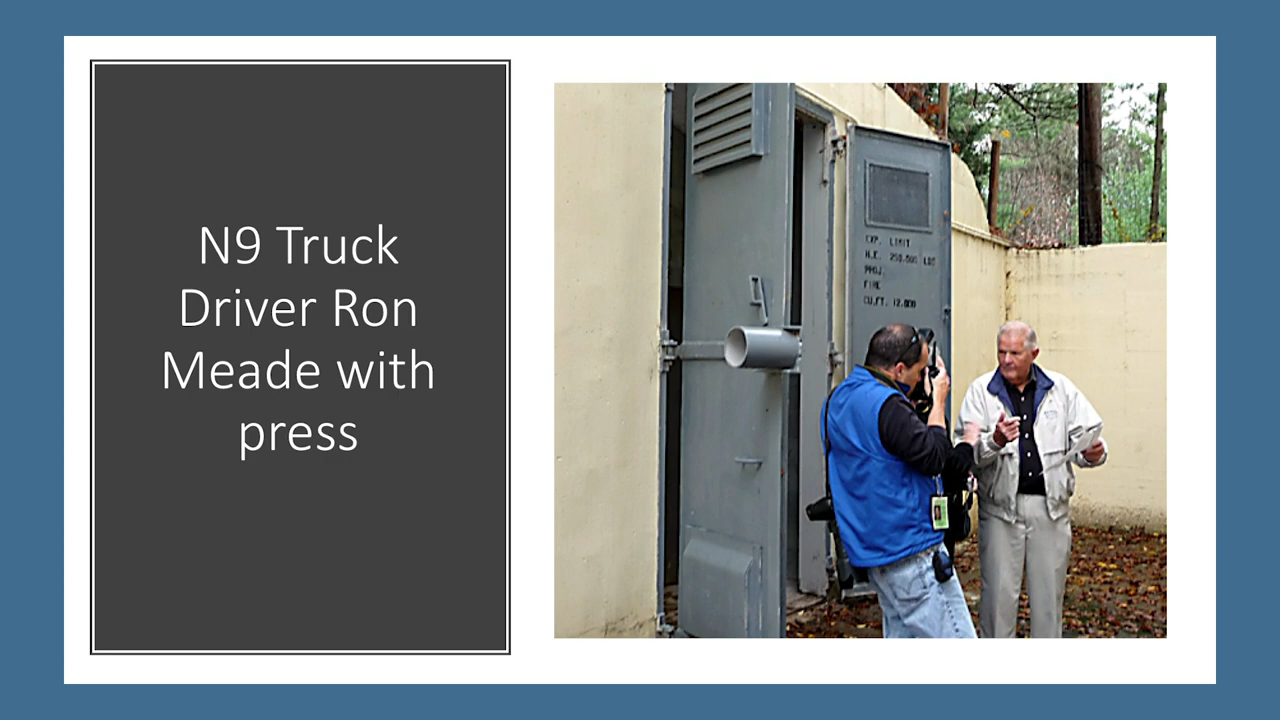 N9 Truck
Driver Ron
Meade with
press
EXP. LIMIT
H.E. 250.000 LBS
PROJ.
FIRE
CU.FT. 12.000